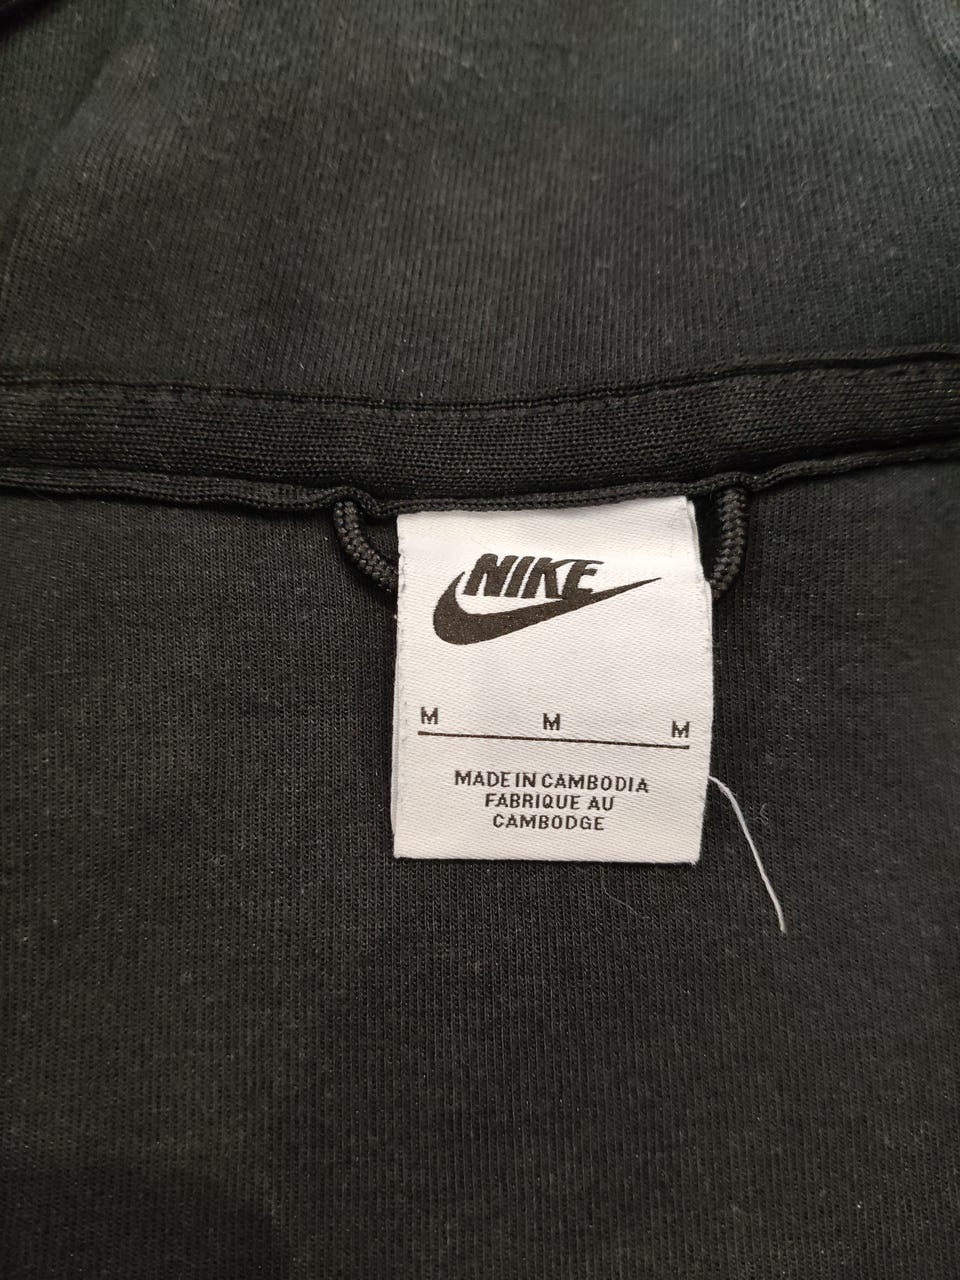 NIKE
M M M
MADE IN CAMBODIA
FABRIQUE AU
CAMBODGE